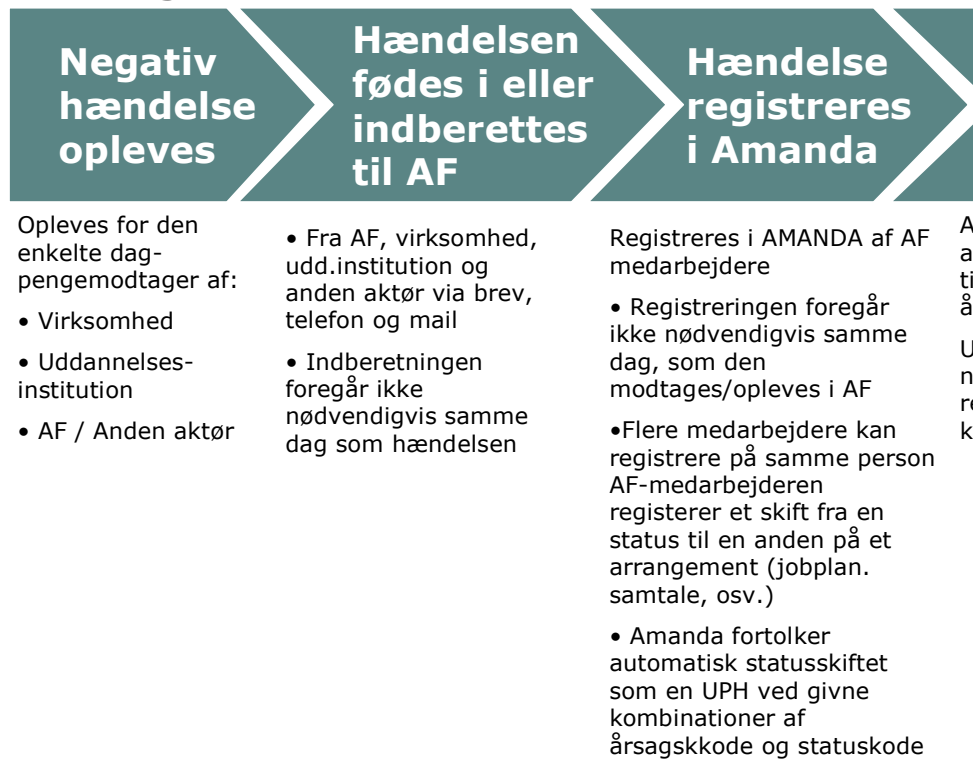 Negativ
hændelse
opleves
Hændelsen
fødes i eller
indberettes
til AF
Hændelse
registreres
i Amanda
Opleves for den
enkelte dag-
pengemodtager af:
• Virksomhed
• Uddannelses-
institution
• AF / Anden aktør
• Fra AF, virksomhed,
udd.institution og
anden aktør via brev,
telefon og mail
• Indberetningen
foregår ikke
nødvendigvis samme
dag som hændelsen
Registreres i AMANDA af AF
medarbejdere
• Registreringen foregår
ikke nødvendigvis samme
dag, som den
modtages/opleves i AF
•Flere medarbejdere kan
registrere på samme person
AF-medarbejderen
registerer et skift fra en
status til en anden på et
arrangement (jobplan.
samtale, osv.)
• Amanda fortolker
automatisk statusskiftet
som en UPH ved givne
kombinationer af
årsagskkode og statuskode